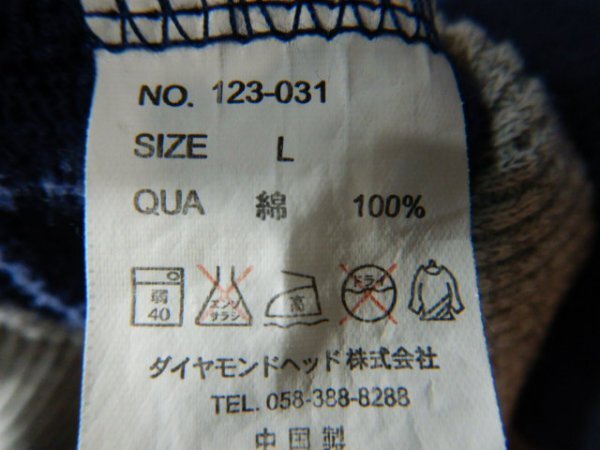 NO. 123-031
SIZE L
QUA 綿 100%
弱 40 エンソ サラシ 高 ドライ
ダイヤモンドヘッド株式会社
TEL. 058-388-8288
中国製